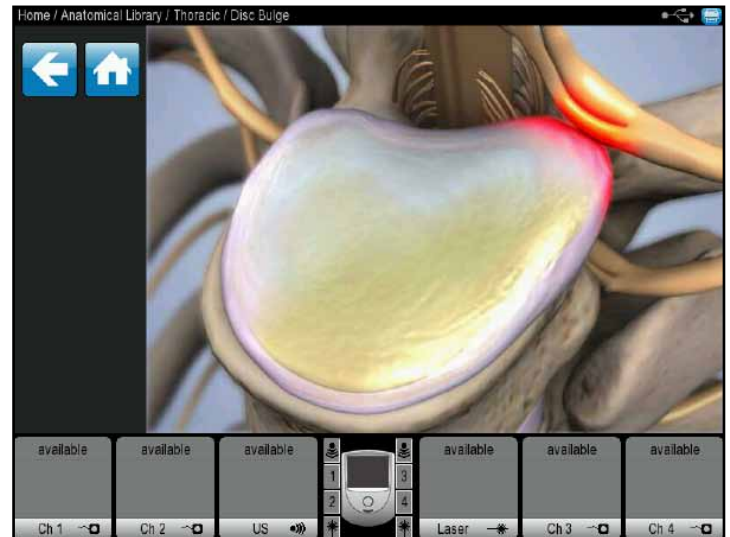 Home / Anatomical Library / Thoracic / Disc Bulge
available
available
available
available
available
available
1
3
2
4
Ch 1
Ch 2
US
Laser
Ch 3
Ch 4